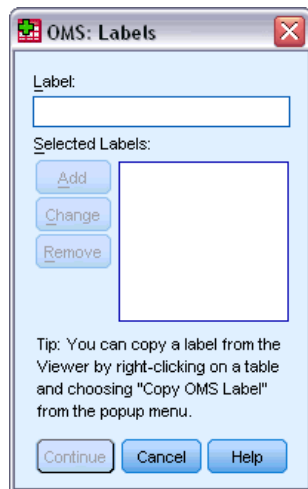 OMS: Labels
Label:
Selected Labels:
Add
Change
Remove
Tip: You can copy a label from the
Viewer by right-clicking on a table
and choosing "Copy OMS Label"
from the popup menu.
Continue Cancel Help